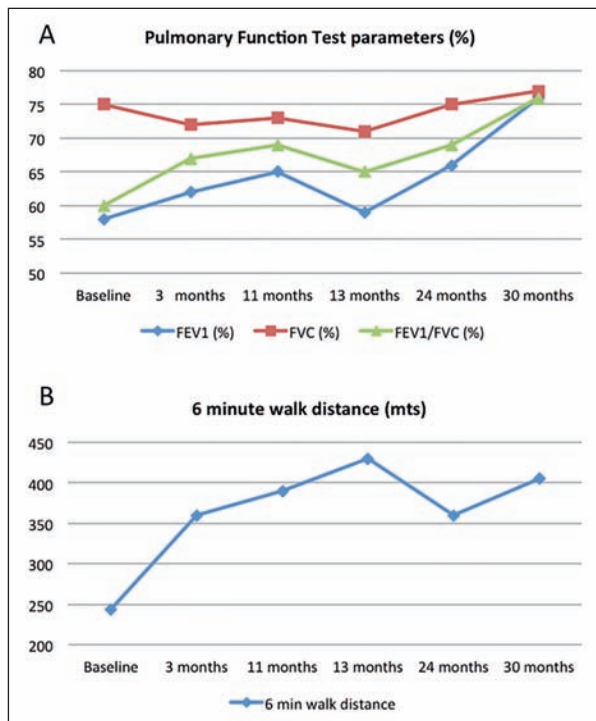 A
Pulmonary Function Test parameters (%)
80
75
70
65
60
55
50
Baseline 3 months 11 months 13 months 24 months 30 months
FEV1 (%) FVC (%) FEV1/FVC (%)
B
6 minute walk distance (mts)
450
400
350
300
250
200
Baseline 3 months 11 months 13 months 24 months 30 months
6 min walk distance